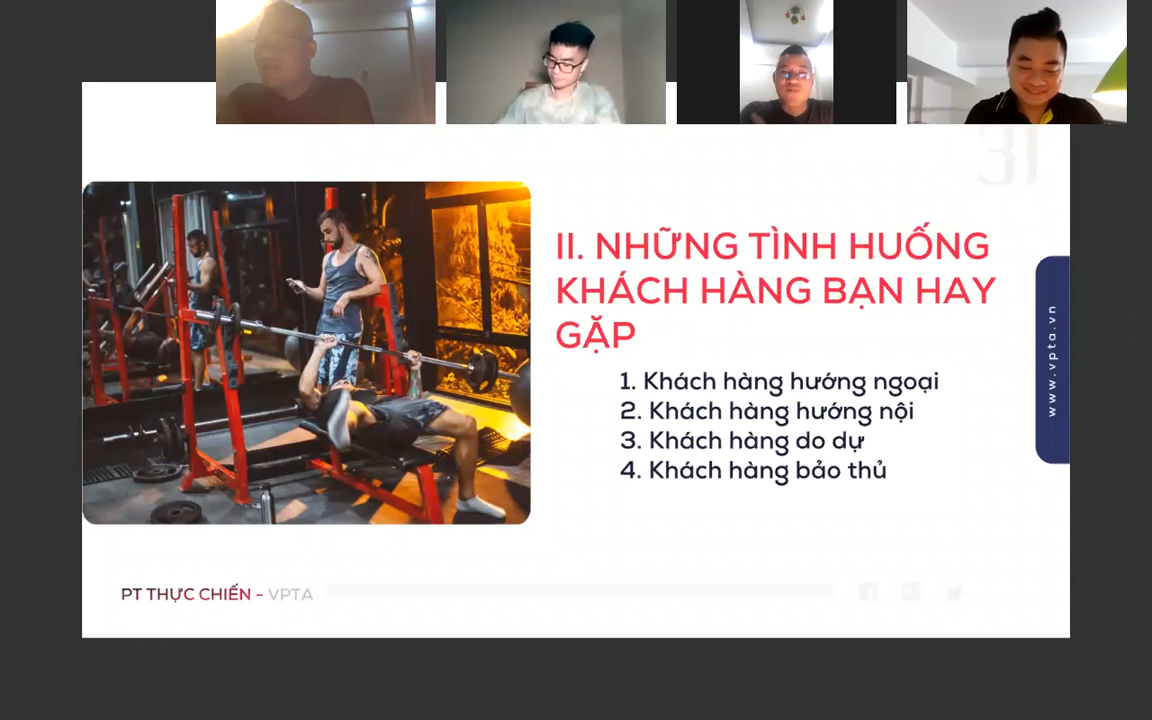 31
II. NHỮNG TÌNH HUỐNG
KHÁCH HÀNG BẠN HAY
GẶP
1. Khách hàng hướng ngoại
2. Khách hàng hướng nội
3. Khách hàng do dự
4. Khách hàng bảo thủ
www.vpta.vn
PT THỰC CHIẾN - VPTA